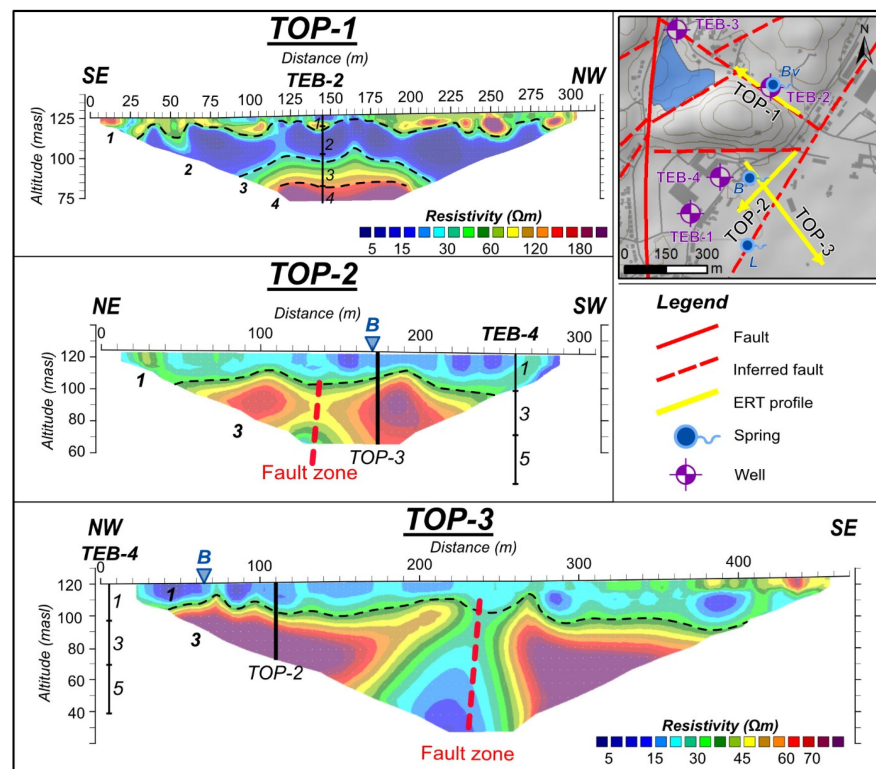 TOP-1
Distance (m)
SE
TEB-2
NW
0 25 50 75 100 125 150 175 200 225 250 275 300
Altitude (masl)
125
100
75
1
2
3
4
1
2
3
4
Resistivity (Ωm)
5 15 30 60 120 180
TOP-2
NE
Distance (m)
SW
0 100 200 300
B
TEB-4
Altitude (masl)
120
100
80
60
1
3
1
3
5
TOP-3
Fault zone
TOP-3
NW
Distance (m)
SE
TEB-4
B
0 100 200 300 400
Altitude (masl)
120
100
80
60
40
1
3
5
1
3
TOP-2
Fault zone
Resistivity (Ωm)
5 15 30 45 60 70
TEB-3
N
Bv
TEB-2
TOP-1
TEB-4
B
TOP-2
TOP-3
TEB-1
L
0 150 300
m
Legend
Fault
Inferred fault
ERT profile
Spring
Well